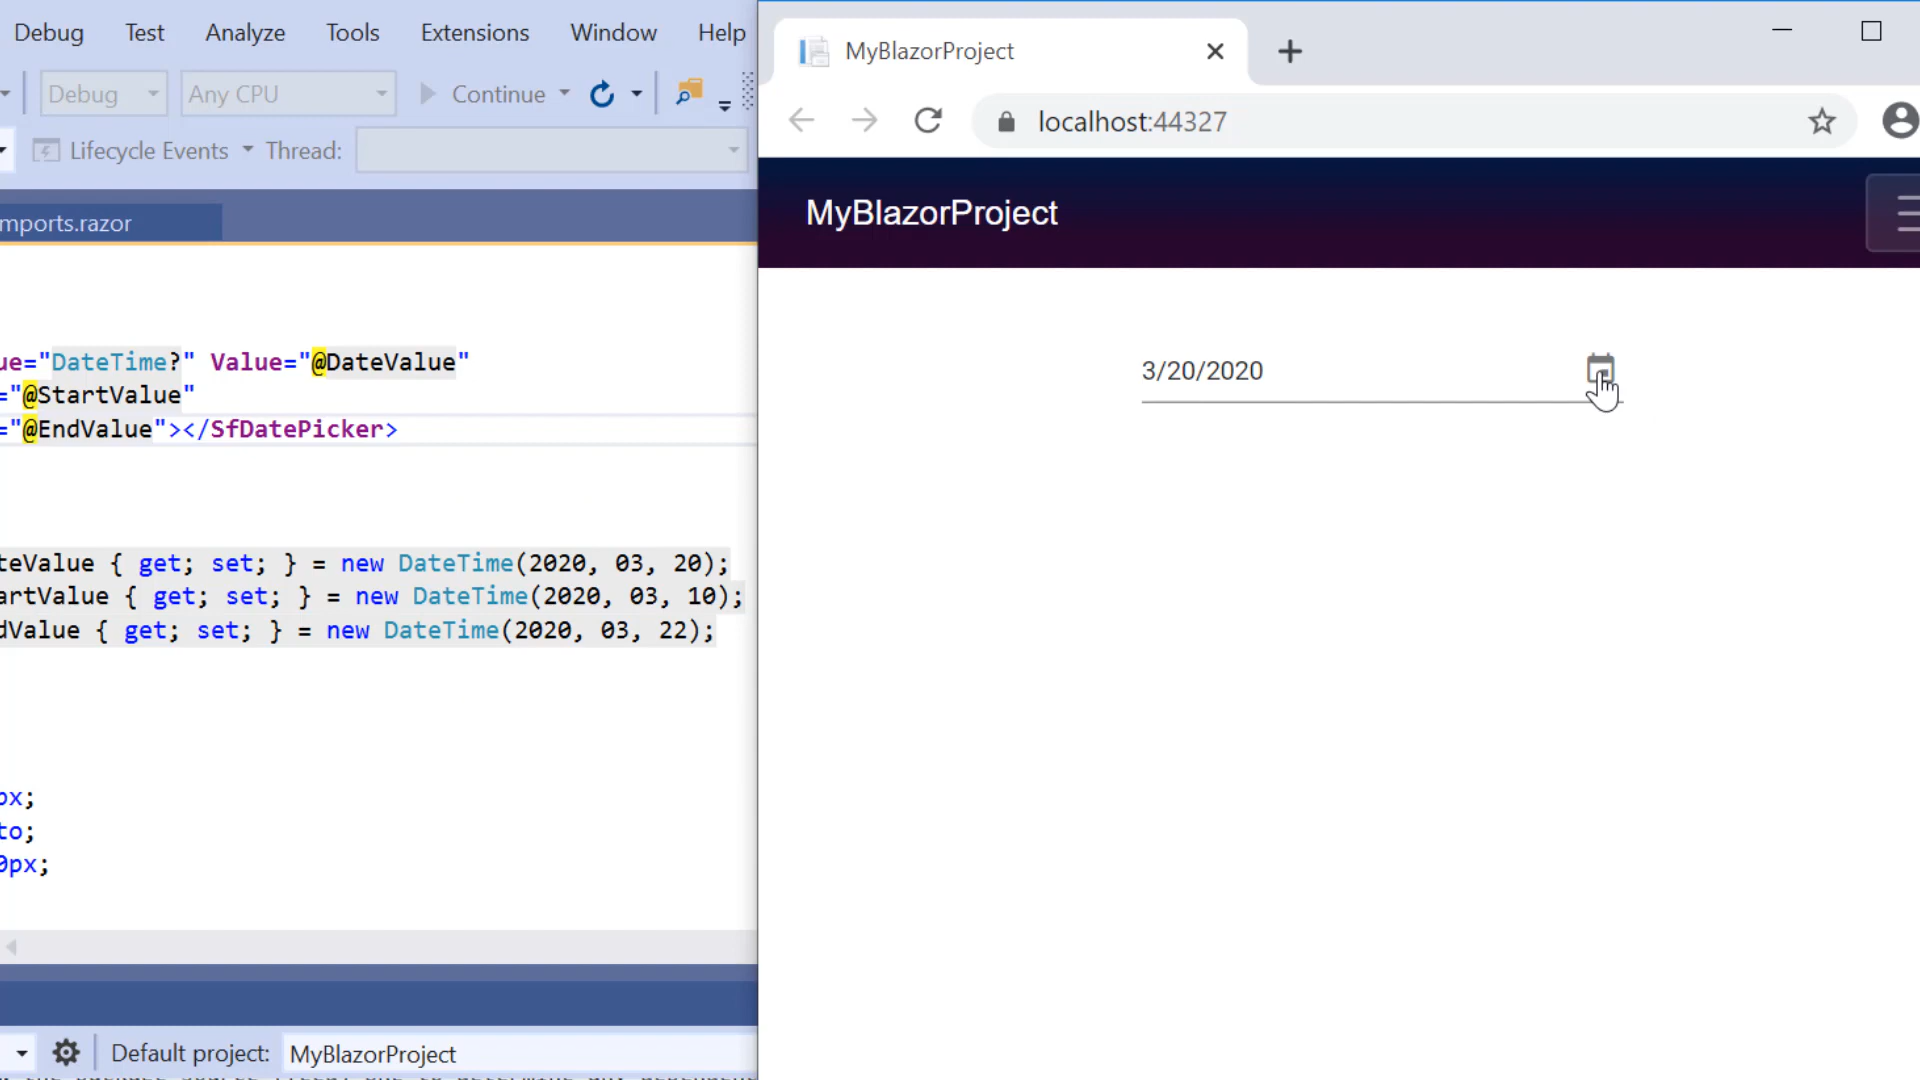 Debug Test Analyze Tools Extensions Window Help
Debug Any CPU Continue
Lifecycle Events Thread:
mports.razor
ue="DateTime?" Value="@DateValue"
="@StartValue"
="@EndValue"></SfDatePicker>
teValue { get; set; } = new DateTime(2020, 03, 20);
artValue { get; set; } = new DateTime(2020, 03, 10);
dValue { get; set; } = new DateTime(2020, 03, 22);
px;
to;
0px;
Default project: MyBlazorProject
MyBlazorProject
localhost:44327
MyBlazorProject
3/20/2020